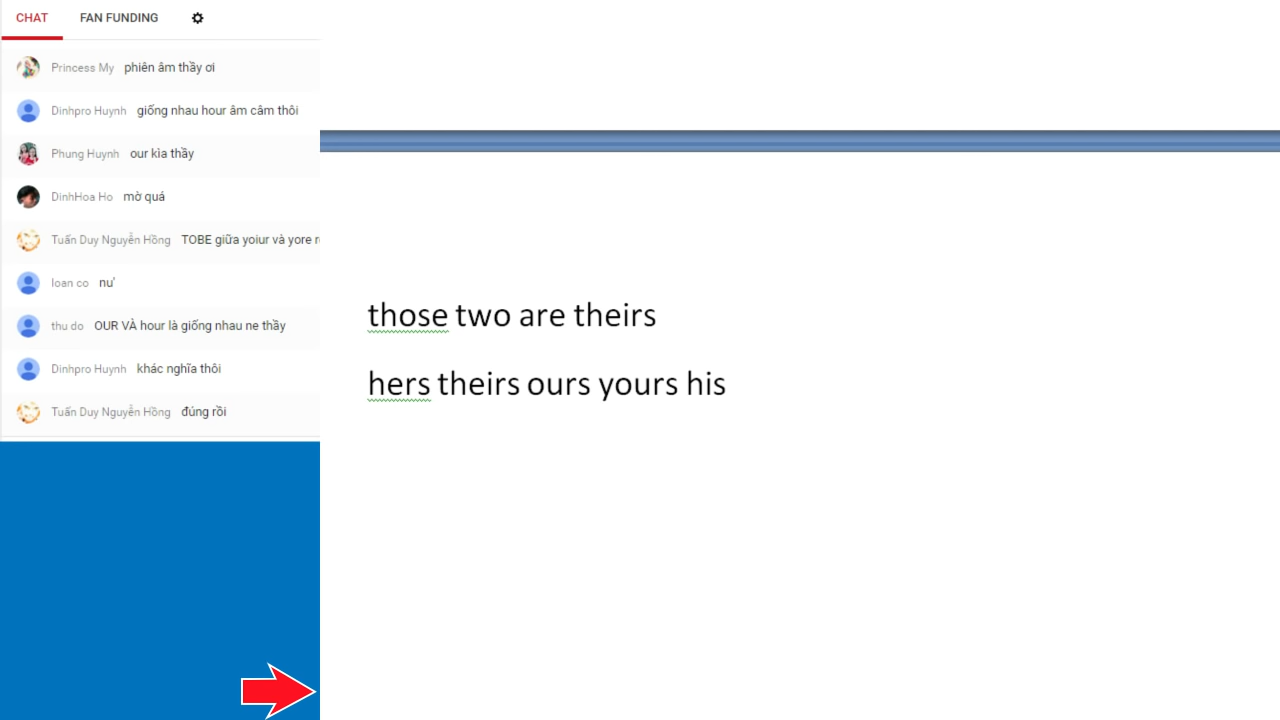 CHAT FAN FUNDING
Princess My phiên âm thầy ơi
Dinhpro Huynh giống nhau hour âm câm thôi
Phung Huynh our kìa thầy
DinhHoa Ho mờ quá
Tuấn Duy Nguyễn Hồng TOBE giữa yoiur và yore
loan co nư'
thu do OUR VÀ hour là giống nhau ne thầy
Dinhpro Huynh khác nghĩa thôi
Tuấn Duy Nguyễn Hồng đúng rồi
those two are theirs
hers theirs ours yours his